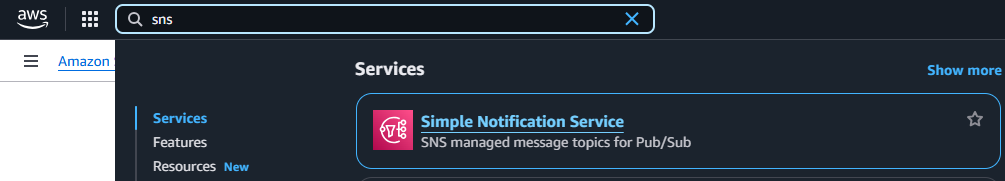 aws
sns
Amazon
Services
Show more
Services
Simple Notification Service
SNS managed message topics for Pub/Sub
Features
Resources New